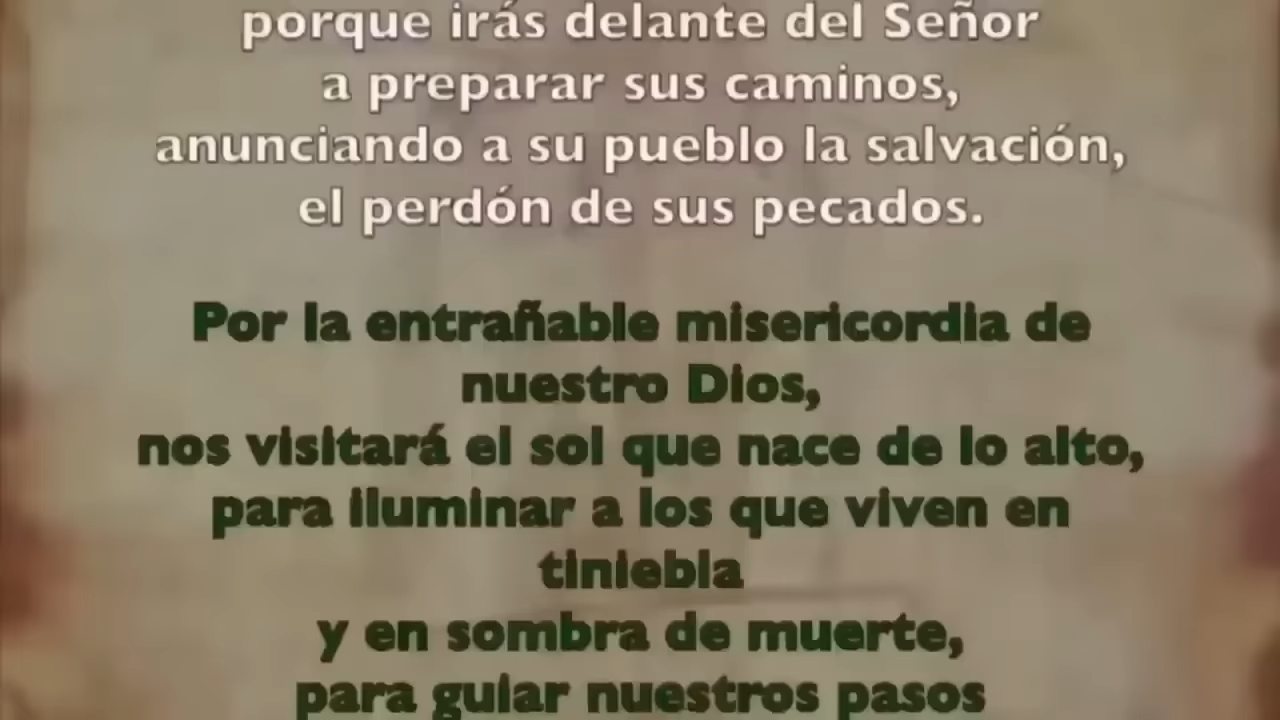 porque irás delante del Señor
a preparar sus caminos,
anunciando a su pueblo la salvación,
el perdón de sus pecados.
Por la entrañable misericordia de
nuestro Dios,
nos visitará el sol que nace de lo alto,
para iluminar a los que viven en
tiniebla
y en sombra de muerte,
para guiar nuestros pasos